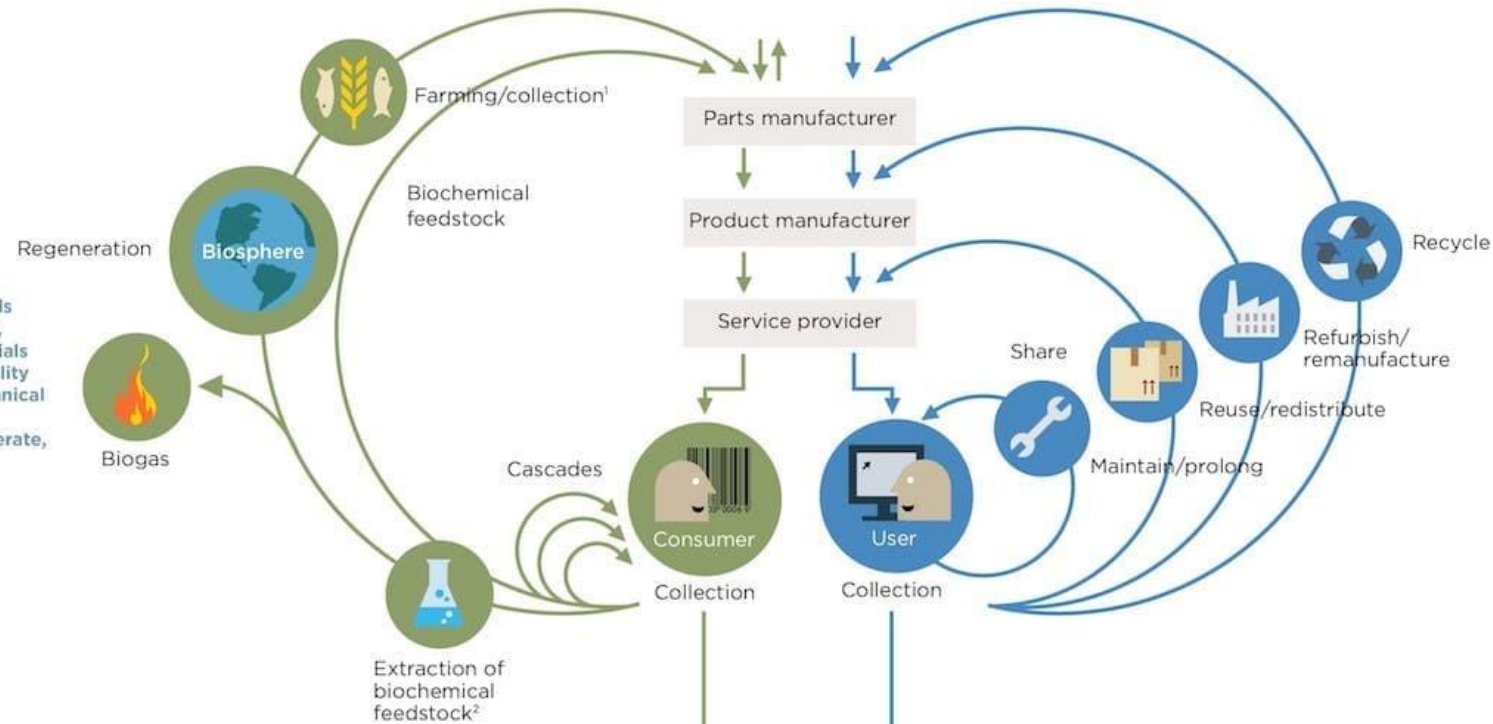 Farming/collection¹
Parts manufacturer
Biochemical
feedstock
Product manufacturer
Regeneration
Biosphere
Recycle
Service provider
Share
Refurbish/
remanufacture
Reuse/redistribute
Biogas
Cascades
Maintain/prolong
Consumer
User
Collection
Collection
Extraction of
biochemical
feedstock²